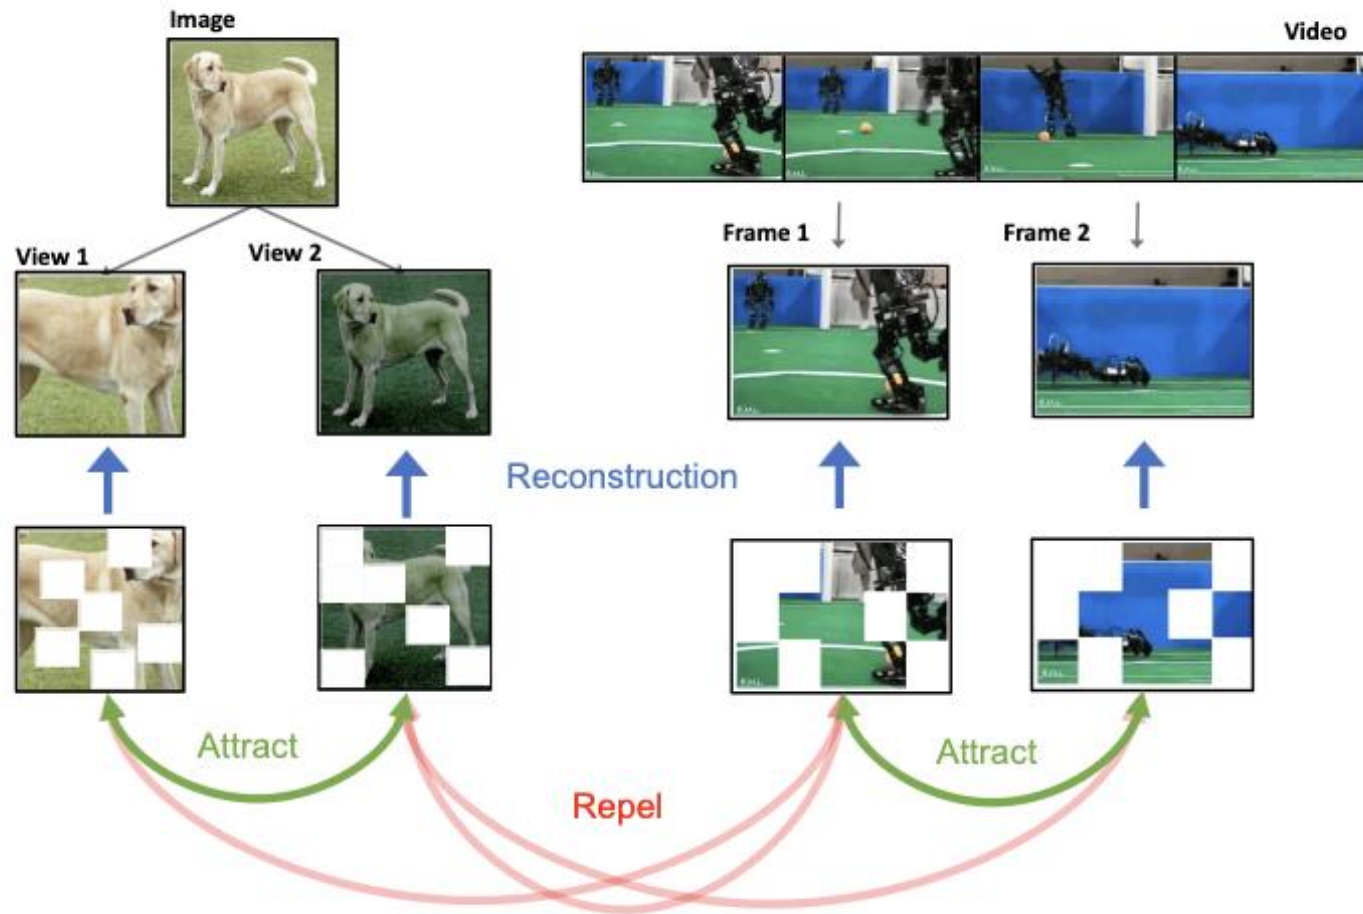 Image
Video
View 1
View 2
Frame 1
Frame 2
Reconstruction
Attract
Attract
Repel